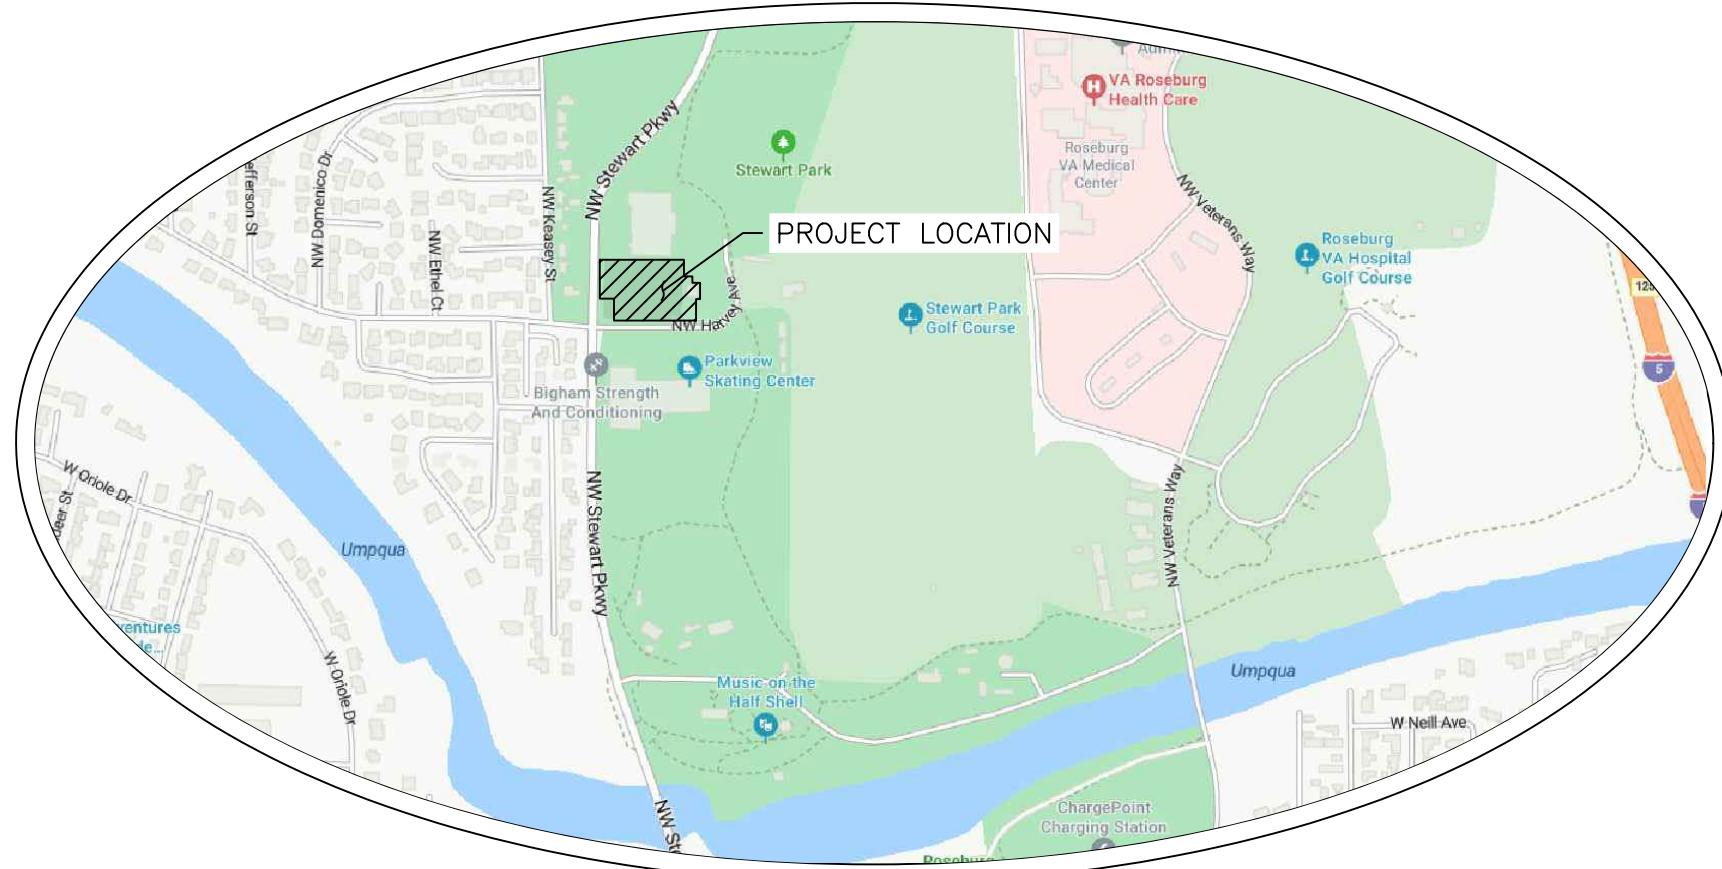 VA Roseburg
Health Care
Roseburg
VA Medical
Center
NW Stewart Pkwy
Stewart Park
NW Keasey St
NW Domenico Dr
NW Ethel Ct
PROJECT LOCATION
NW Veterans Way
Roseburg
VA Hospital
Golf Course
NW Harvey Ave
Stewart Park
Golf Course
Parkview
Skating Center
Bigham Strength
And Conditioning
5
W Oriole Dr
NW Stewart Pkwy
NW Veterans Way
Umpqua
W Oriole Dr
Music on the
Half Shell
Umpqua
W Neill Ave
ChargePoint
Charging Station